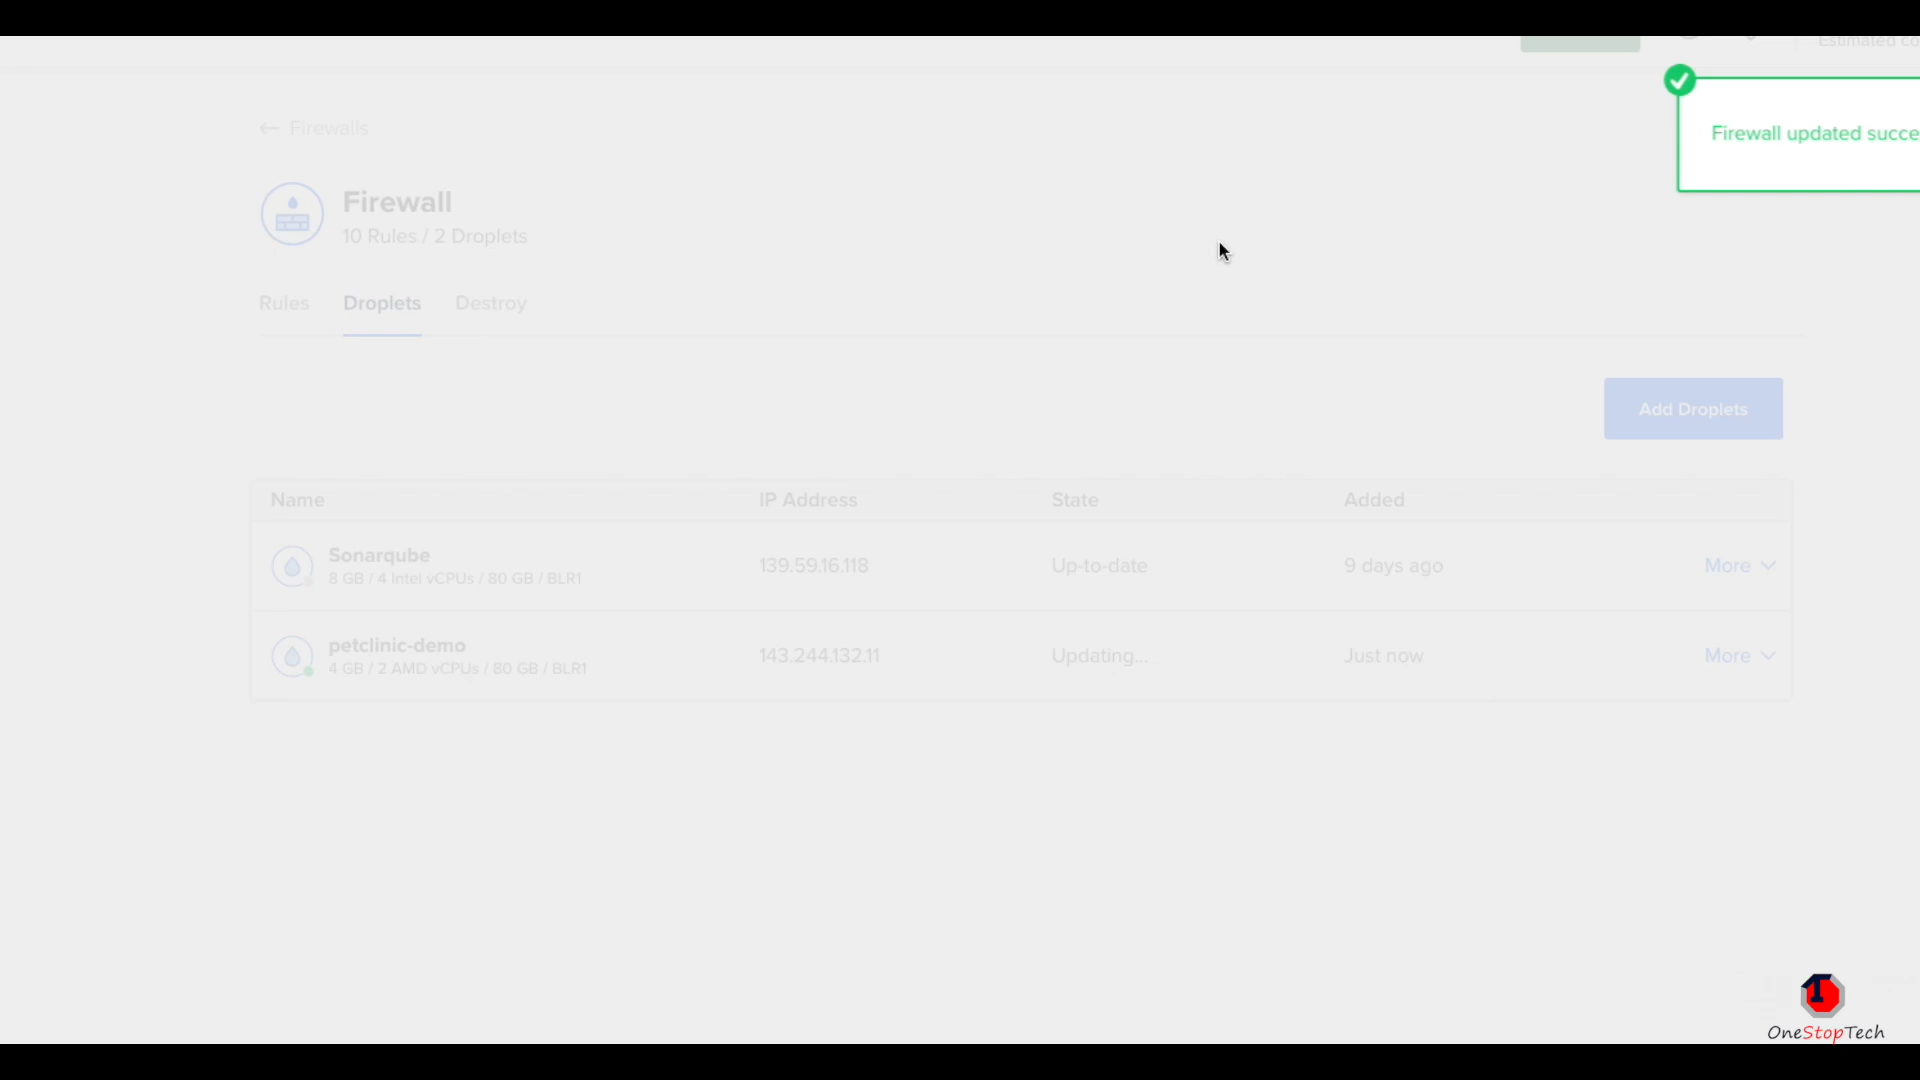 Estimated co
Firewall updated succe
← Firewalls
Firewall
10 Rules / 2 Droplets
Rules Droplets Destroy
Add Droplets
Name IP Address State Added
Sonarqube
8 GB / 4 Intel vCPUs / 80 GB / BLR1
139.59.16.118 Up-to-date 9 days ago More
petclinic-demo
4 GB / 2 AMD vCPUs / 80 GB / BLR1
143.244.132.11 Updating... Just now More
1
OneStopTech